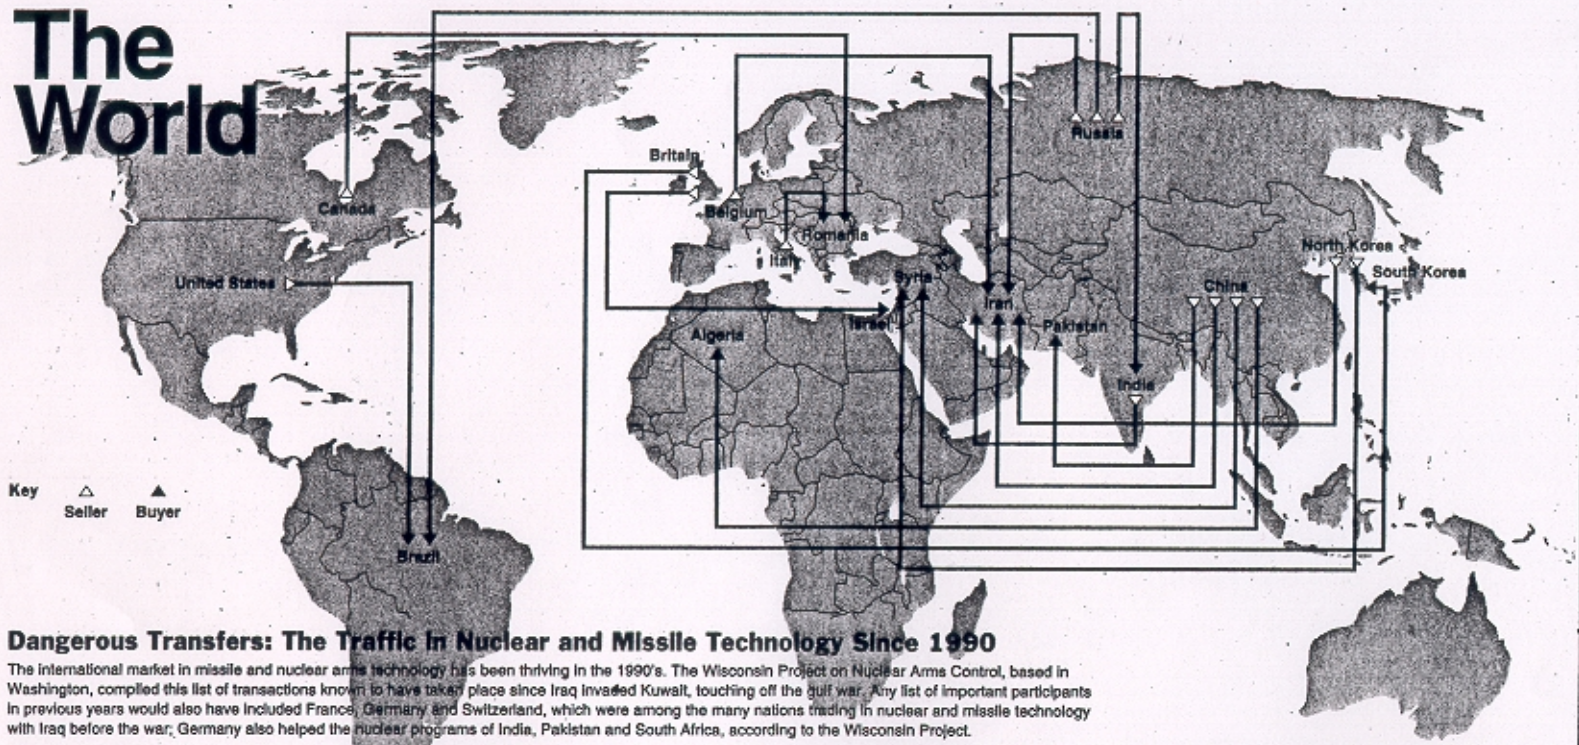 The
World
Russia
Britain
Canada
Belgium
Romania
Italy
North Korea
South Korea
United States
Syria
China
Iran
Israel
Pakistan
Algeria
India
Key
Seller
Buyer
Brazil
Dangerous Transfers: The Traffic in Nuclear and Missile Technology Since 1990
The international market in missile and nuclear arms technology has been thriving in the 1990's. The Wisconsin Project on Nuclear Arms Control, based in
Washington, compiled this list of transactions known to have taken place since Iraq invaded Kuwait, touching off the gulf war. Any list of important participants
in previous years would also have included France, Germany and Switzerland, which were among the many nations trading in nuclear and missile technology
with Iraq before the war; Germany also helped the nuclear programs of India, Pakistan and South Africa, according to the Wisconsin Project.